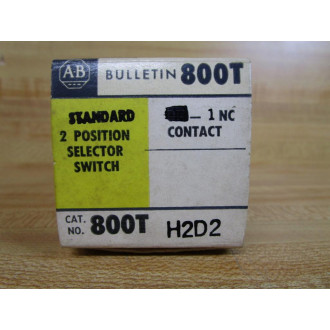 AB BULLETIN 800T
STANDARD
2 POSITION
SELECTOR
SWITCH
– 1 NC
CONTACT
CAT.
NO. 800T H2D2